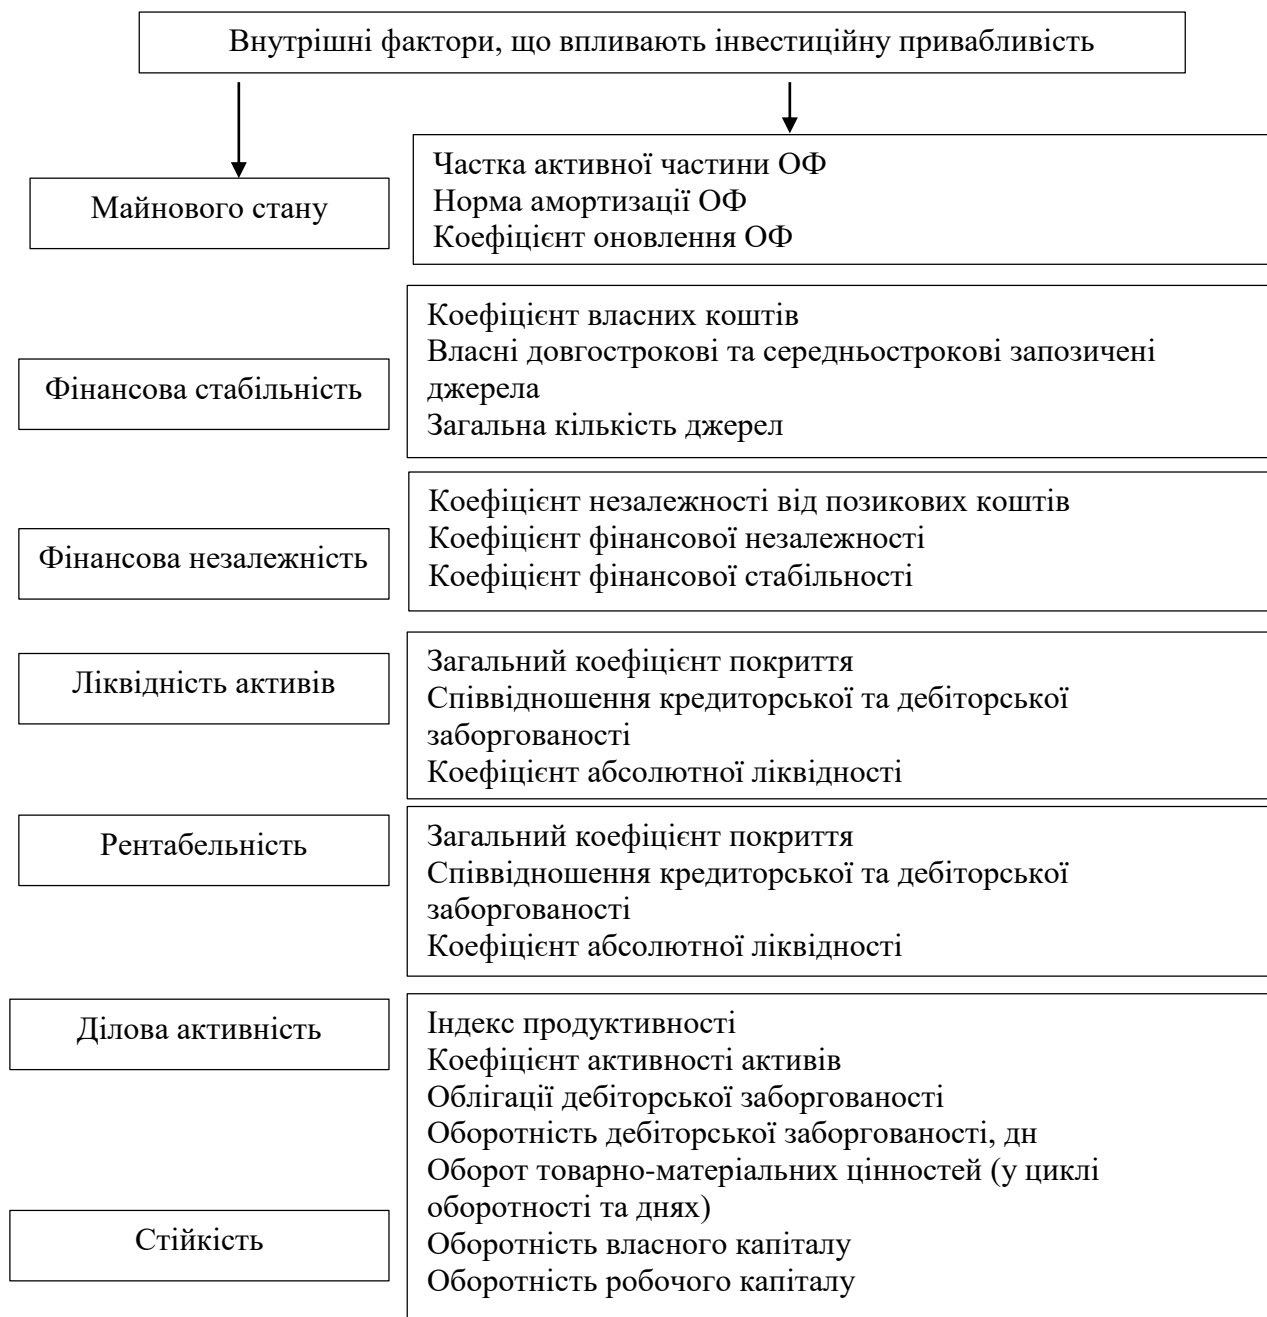 Внутрішні фактори, що впливають інвестиційну привабливість
Майнового стану
Частка активної частини ОФ
Норма амортизації ОФ
Коефіцієнт оновлення ОФ
Фінансова стабільність
Коефіцієнт власних коштів
Власні довгострокові та середньострокові запозичені
джерела
Загальна кількість джерел
Фінансова незалежність
Коефіцієнт незалежності від позикових коштів
Коефіцієнт фінансової незалежності
Коефіцієнт фінансової стабільності
Ліквідність активів
Загальний коефіцієнт покриття
Співвідношення кредиторської та дебіторської
заборгованості
Коефіцієнт абсолютної ліквідності
Рентабельність
Загальний коефіцієнт покриття
Співвідношення кредиторської та дебіторської
заборгованості
Коефіцієнт абсолютної ліквідності
Ділова активність
Індекс продуктивності
Коефіцієнт активності активів
Облігації дебіторської заборгованості
Оборотність дебіторської заборгованості, дн
Оборот товарно-матеріальних цінностей (у циклі
оборотності та днях)
Оборотність власного капіталу
Оборотність робочого капіталу
Стійкість